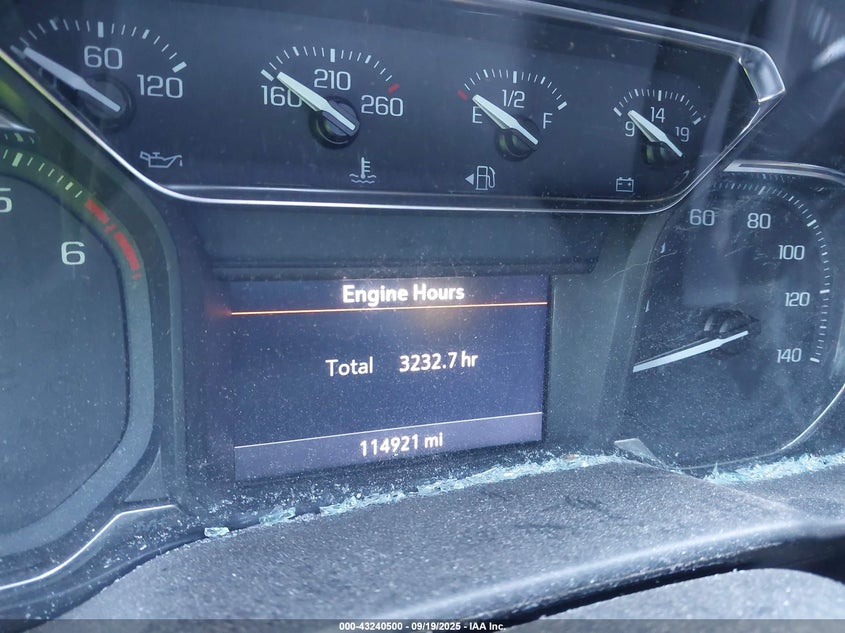 60 120
160 210 260
E 1/2 F
9 14 19
5 6
Engine Hours
Total 3232.7 hr
114921 mi
60 80 100 120 140
000-43240500 - 09/19/2025 - IAA Inc.